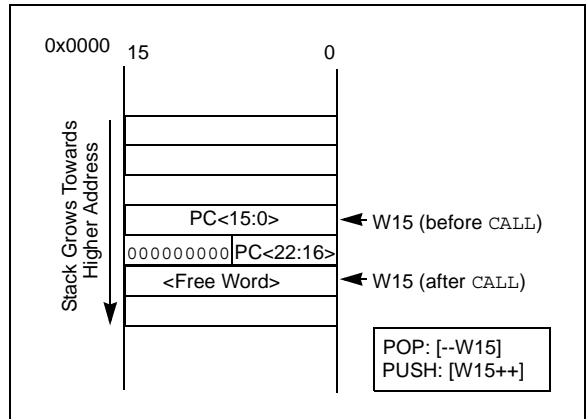 0x0000
15 0
Stack Grows Towards
Higher Address
PC<15:0>
W15 (before CALL)
000000000 PC<22:16>
<Free Word>
W15 (after CALL)
POP: [--W15]
PUSH: [W15++]